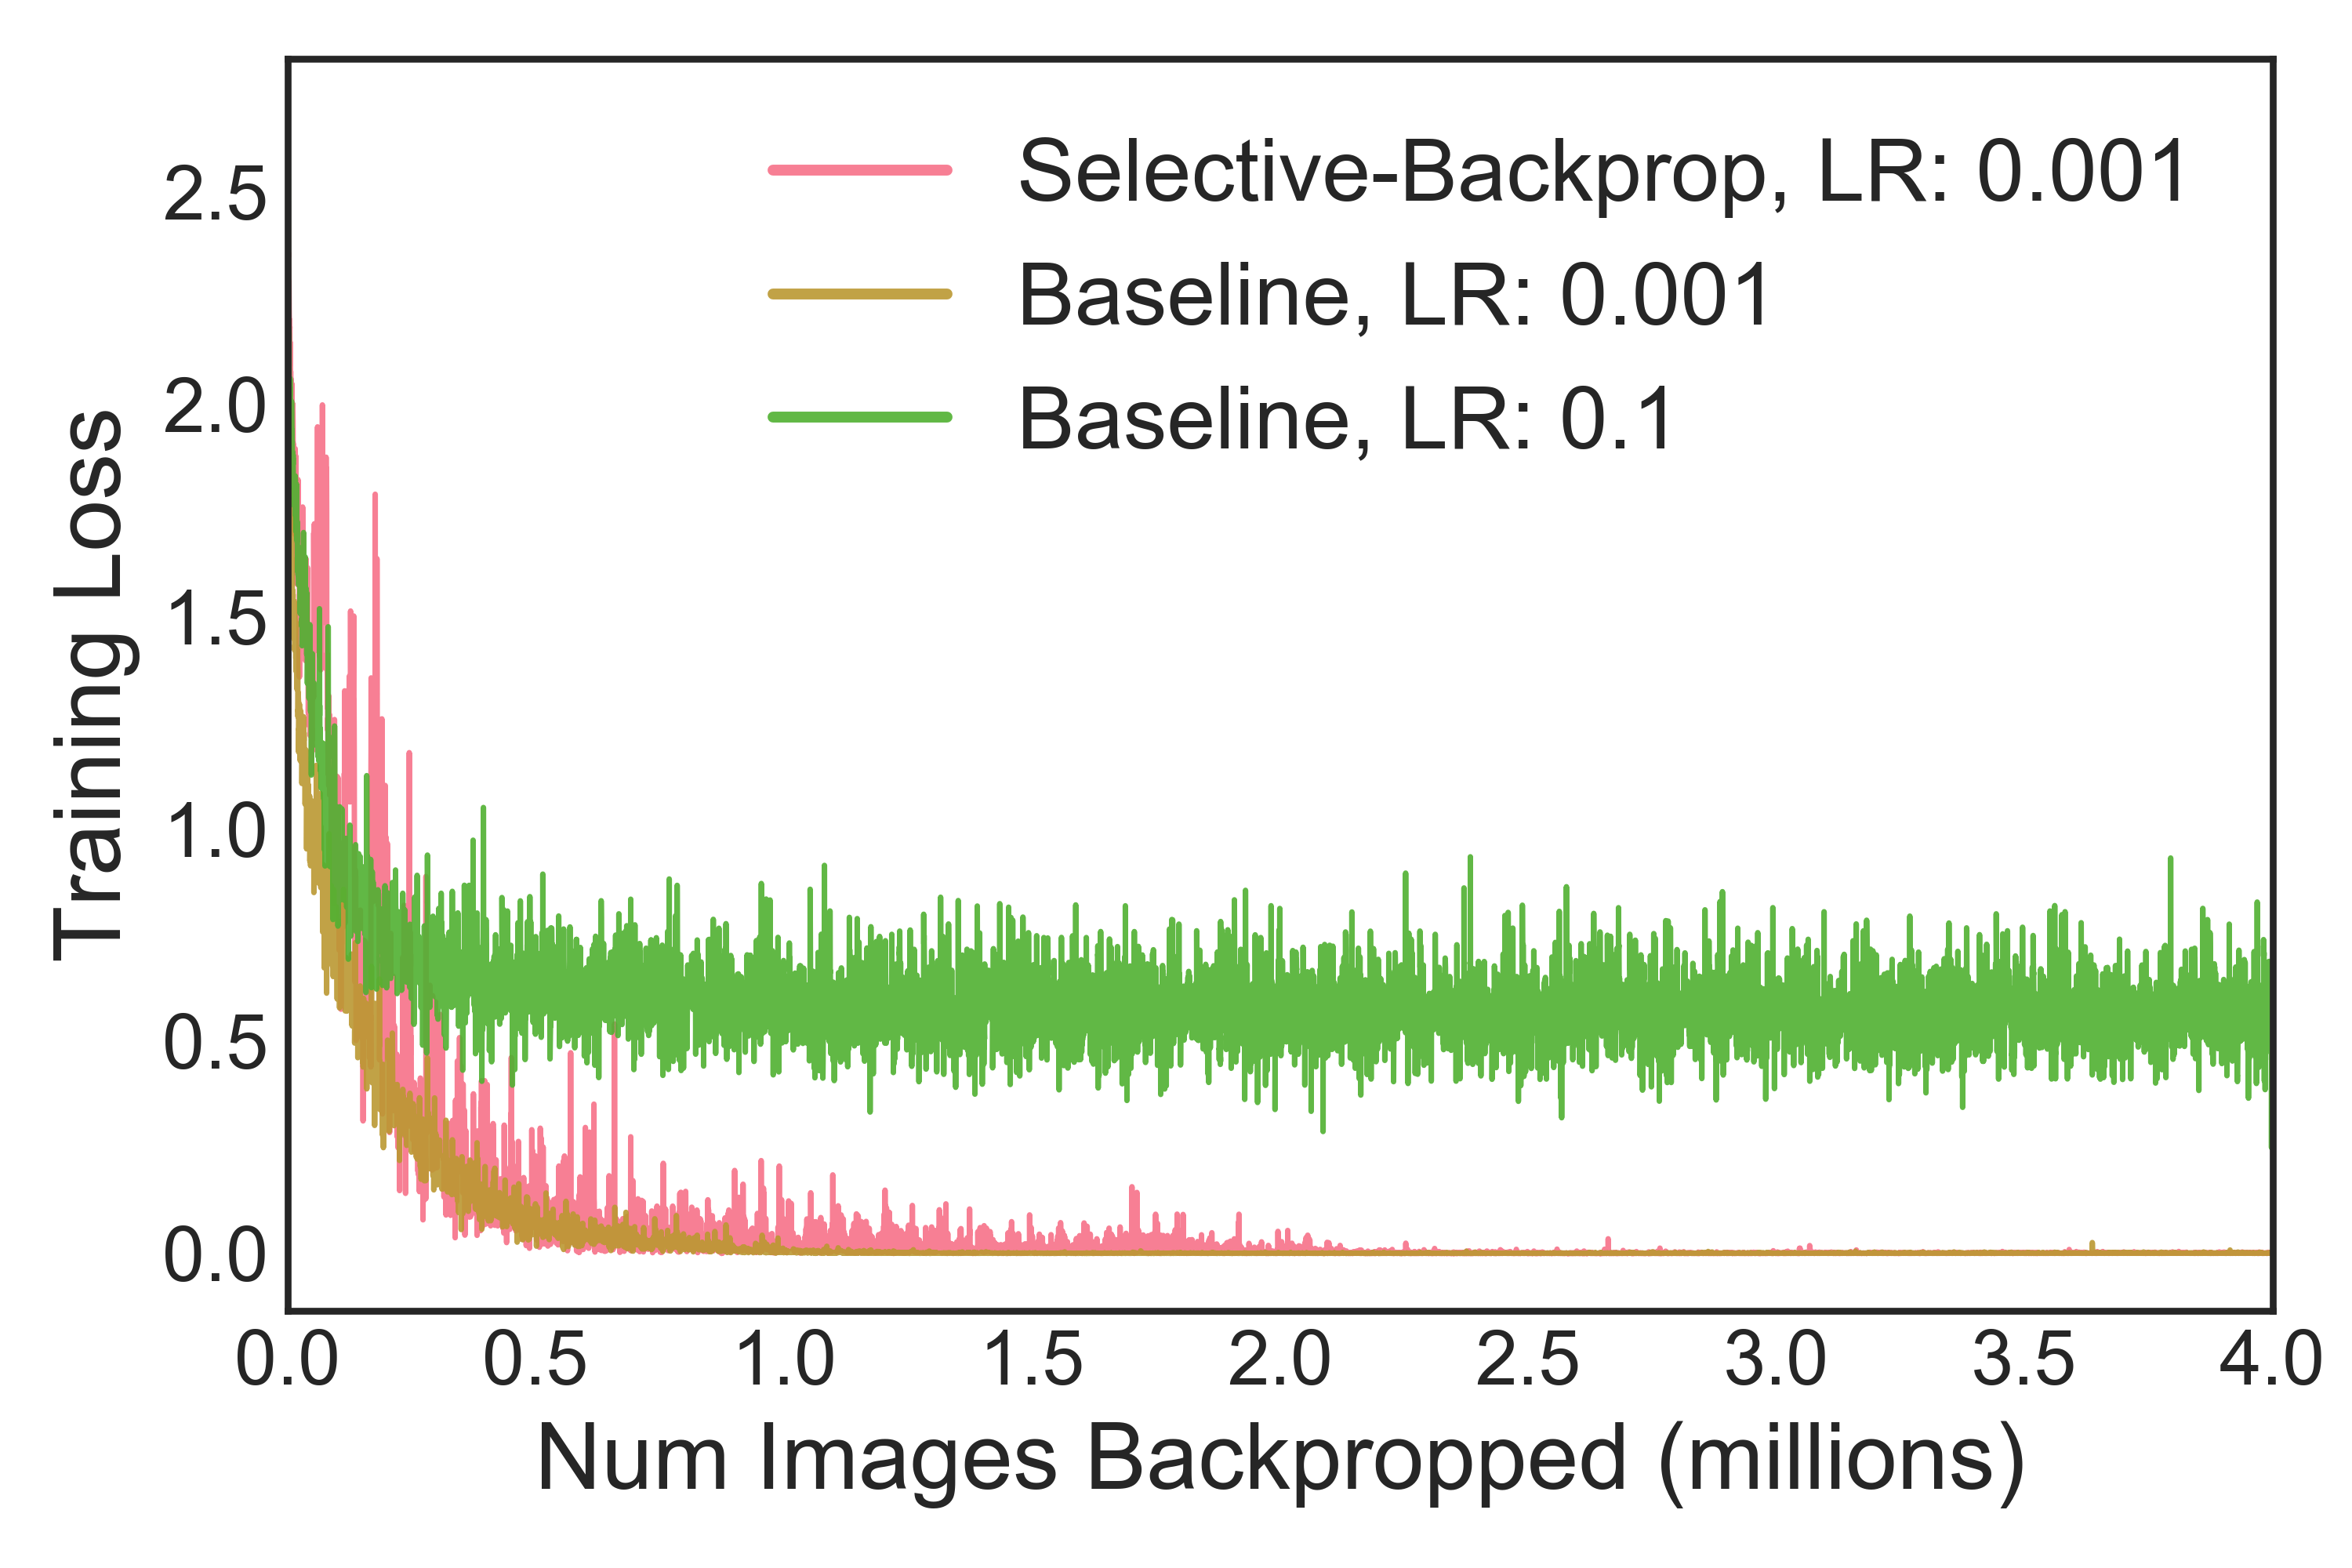 Selective-Backprop, LR: 0.001
Baseline, LR: 0.001
Baseline, LR: 0.1
Training Loss
2.5
2.0
1.5
1.0
0.5
0.0
0.0 0.5 1.0 1.5 2.0 2.5 3.0 3.5 4.0
Num Images Backpropped (millions)